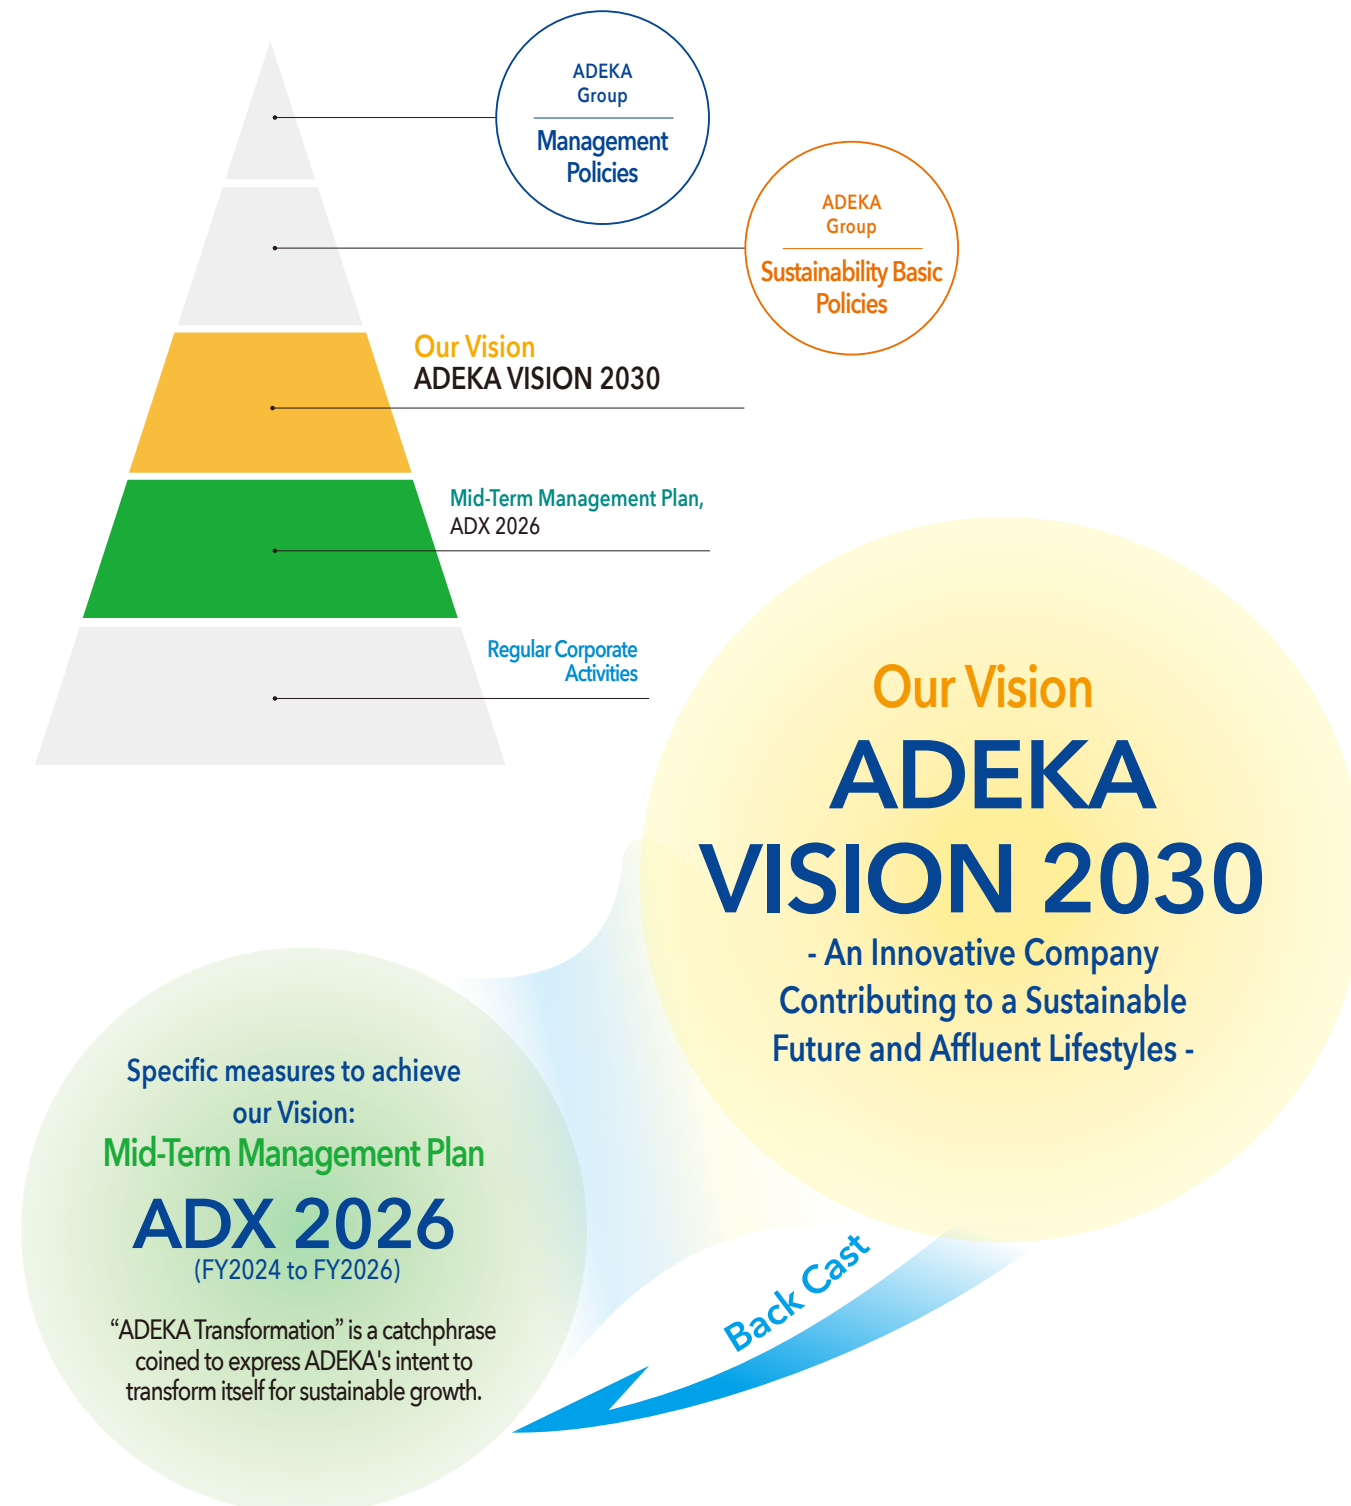 ADEKA
Group
Management
Policies
ADEKA
Group
Sustainability Basic
Policies
Our Vision
ADEKA VISION 2030
Mid-Term Management Plan,
ADX 2026
Regular Corporate
Activities
Our Vision
ADEKA
VISION 2030
- An Innovative Company
Contributing to a Sustainable
Future and Affluent Lifestyles -
Specific measures to achieve
our Vision:
Mid-Term Management Plan
ADX 2026
(FY2024 to FY2026)
“ADEKA Transformation” is a catchphrase
coined to express ADEKA's intent to
transform itself for sustainable growth.
Back Cast